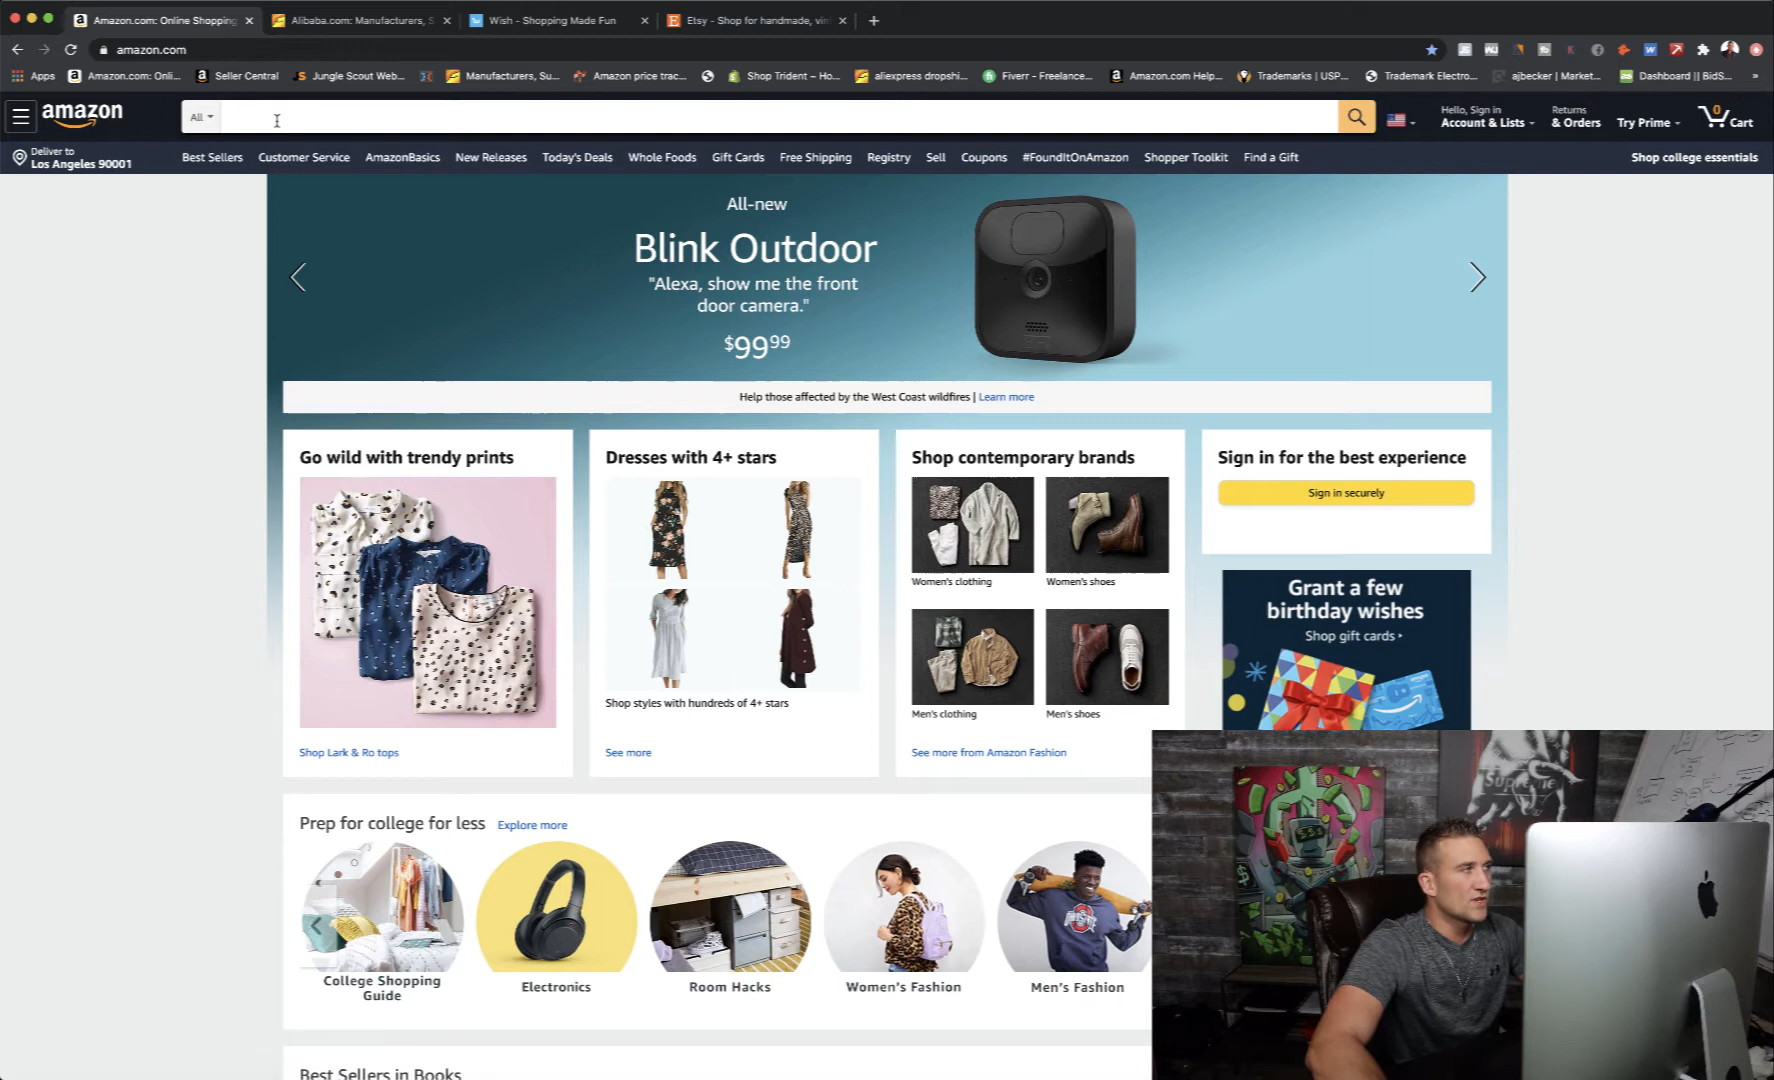 Amazon.com: Online Shopping
Alibaba.com: Manufacturers, S
Wish - Shopping Made Fun
Etsy - Shop for handmade, vin
amazon.com
Apps
Amazon.com: Onli...
Seller Central
Jungle Scout Web...
Manufacturers, Su...
Amazon price trac...
Shop Trident – Ho...
aliexpress dropshi...
Fiverr - Freelance...
Amazon.com Help...
Trademarks | USP...
Trademark Electro...
ajbecker | Market...
Dashboard || BidS...
amazon
All
Hello, Sign in
Account & Lists
Returns
& Orders
Try Prime
0
Cart
Deliver to
Los Angeles 90001
Best Sellers
Customer Service
AmazonBasics
New Releases
Today's Deals
Whole Foods
Gift Cards
Free Shipping
Registry
Sell
Coupons
#FoundItOnAmazon
Shopper Toolkit
Find a Gift
Shop college essentials
All-new
Blink Outdoor
"Alexa, show me the front
door camera."
$99.99
Help those affected by the West Coast wildfires | Learn more
Go wild with trendy prints
Shop Lark & Ro tops
Dresses with 4+ stars
Shop styles with hundreds of 4+ stars
See more
Shop contemporary brands
Women's clothing
Women's shoes
Men's clothing
Men's shoes
See more from Amazon Fashion
Sign in for the best experience
Sign in securely
Grant a few
birthday wishes
Shop gift cards
Prep for college for less
Explore more
College Shopping
Guide
Electronics
Room Hacks
Women's Fashion
Men's Fashion
Best Sellers in Books
Supreme